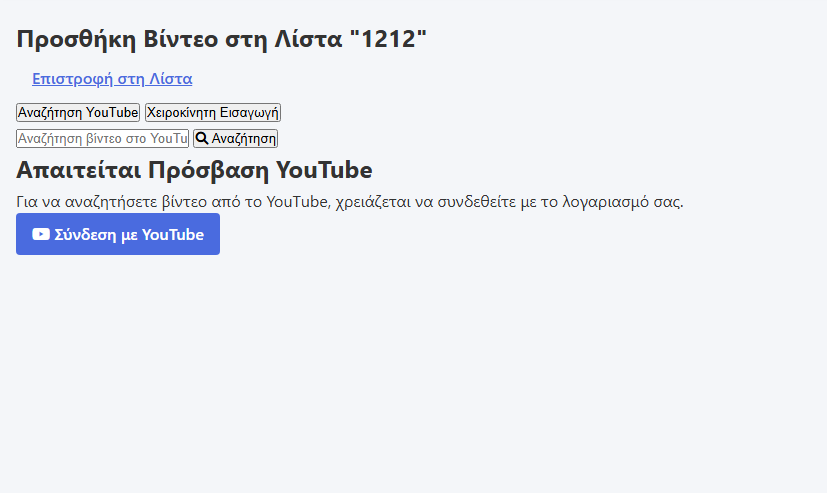 Προσθήκη Βίντεο στη Λίστα "1212"
Επιστροφή στη Λίστα
Αναζήτηση YouTube Χειροκίνητη Εισαγωγή
Αναζήτηση βίντεο στο YouTu Αναζήτηση
Απαιτείται Πρόσβαση YouTube
Για να αναζητήσετε βίντεο από το YouTube, χρειάζεται να συνδεθείτε με το λογαριασμό σας.
Σύνδεση με YouTube